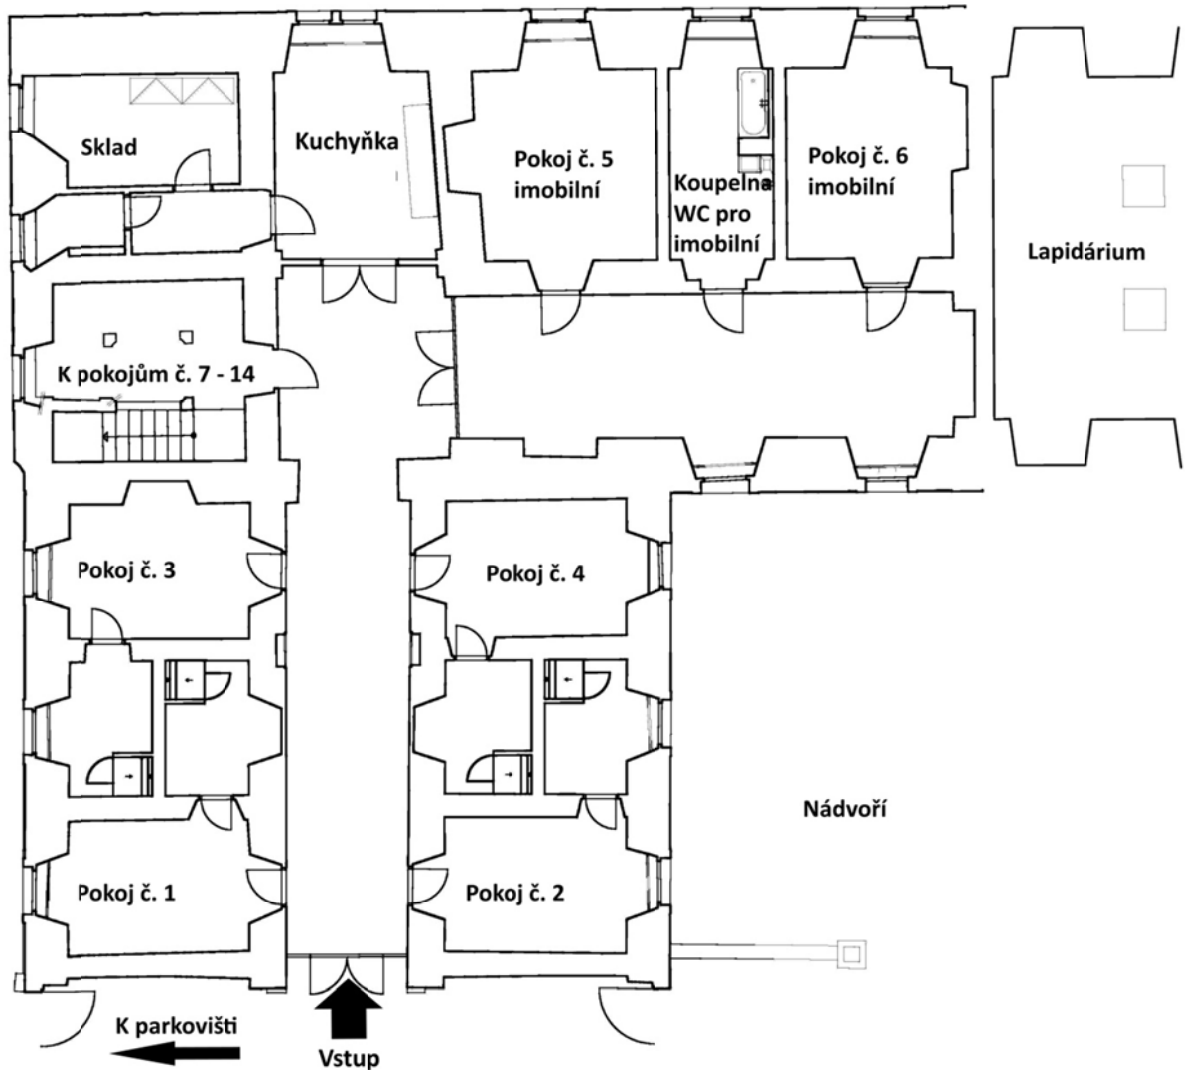 Sklad
Kuchyňka
Pokoj č. 5
imobilní
Koupelna
WC pro
imobilní
Pokoj č. 6
imobilní
Lapidárium
K pokojům č. 7 - 14
Pokoj č. 3
Pokoj č. 4
Nádvoří
Pokoj č. 1
Pokoj č. 2
K parkovišti
Vstup